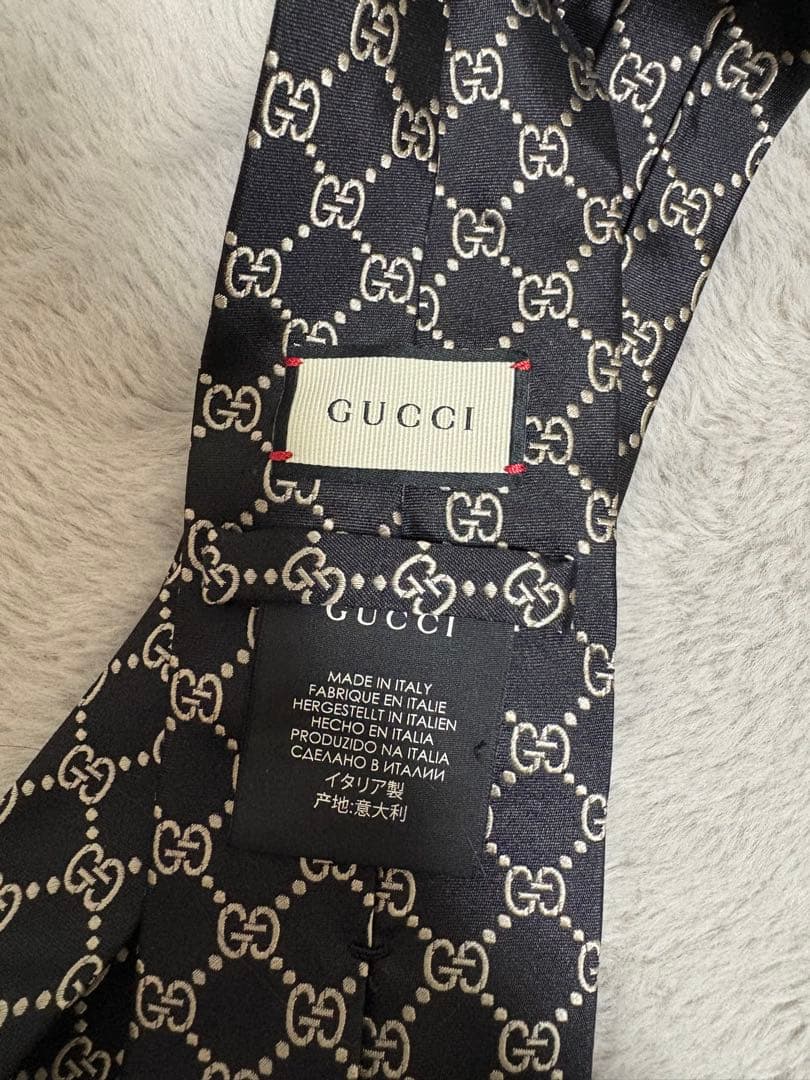 GUCCI
GUCCI
MADE IN ITALY
FABRIQUE EN ITALIE
HERGESTELLT IN ITALIEN
HECHO EN ITALIA
PRODUZIDO NA ITALIA
СДЕЛАНО В ИТАЛИИ
イタリア製
产地:意大利